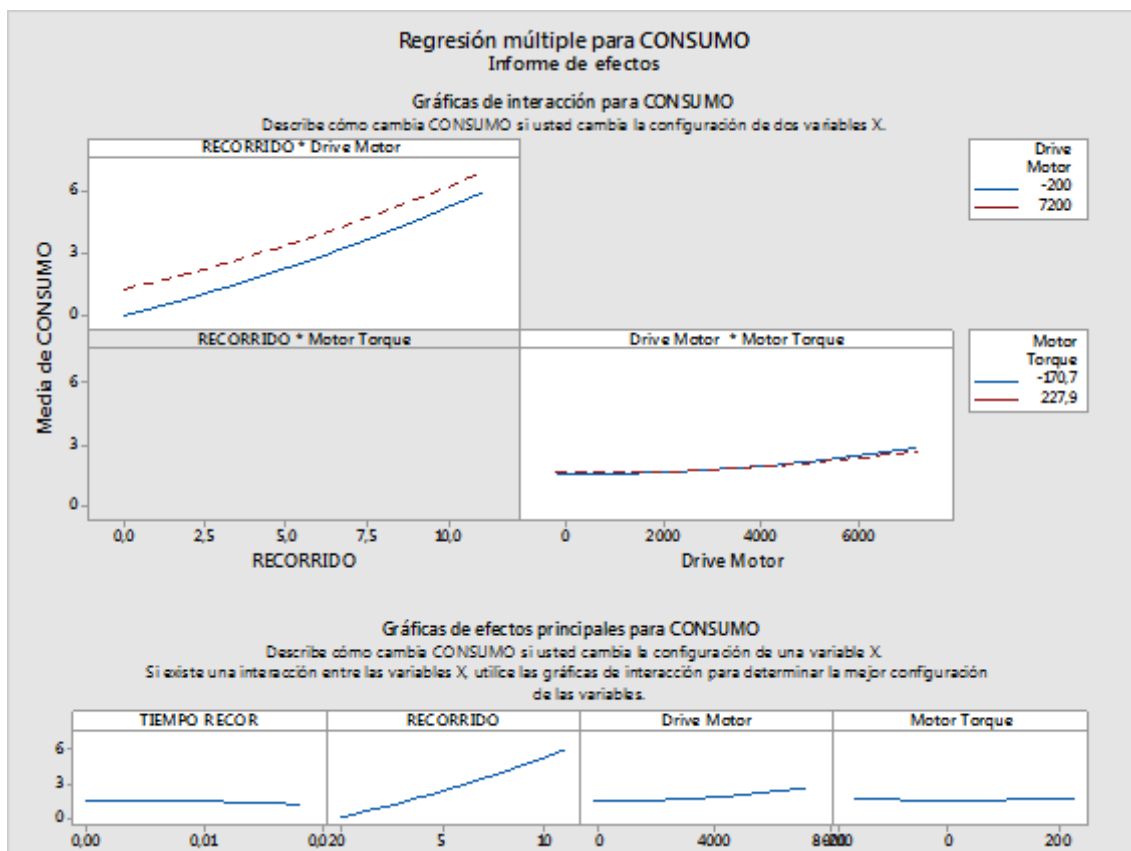 Regresión múltiple para CONSUMO
Informe de efectos
Gráficas de interacción para CONSUMO
Describe cómo cambia CONSUMO si usted cambia la configuración de dos variables X.
RECORRIDO * Drive Motor
Drive
Motor
-200
7200
6
3
0
Media de CONSUMO
RECORRIDO * Motor Torque
Drive Motor * Motor Torque
Motor
Torque
-170,7
227,9
6
3
0
0,0 2,5 5,0 7,5 10,0
0 2000 4000 6000
RECORRIDO
Drive Motor
Gráficas de efectos principales para CONSUMO
Describe cómo cambia CONSUMO si usted cambia la configuración de una variable X.
Si existe una interacción entre las variables X, utilice las gráficas de interacción para determinar la mejor configuración
de las variables.
TIEMPO RECOR
RECORRIDO
Drive Motor
Motor Torque
6
3
0
0,00 0,01
5 10
0 4000
0 200